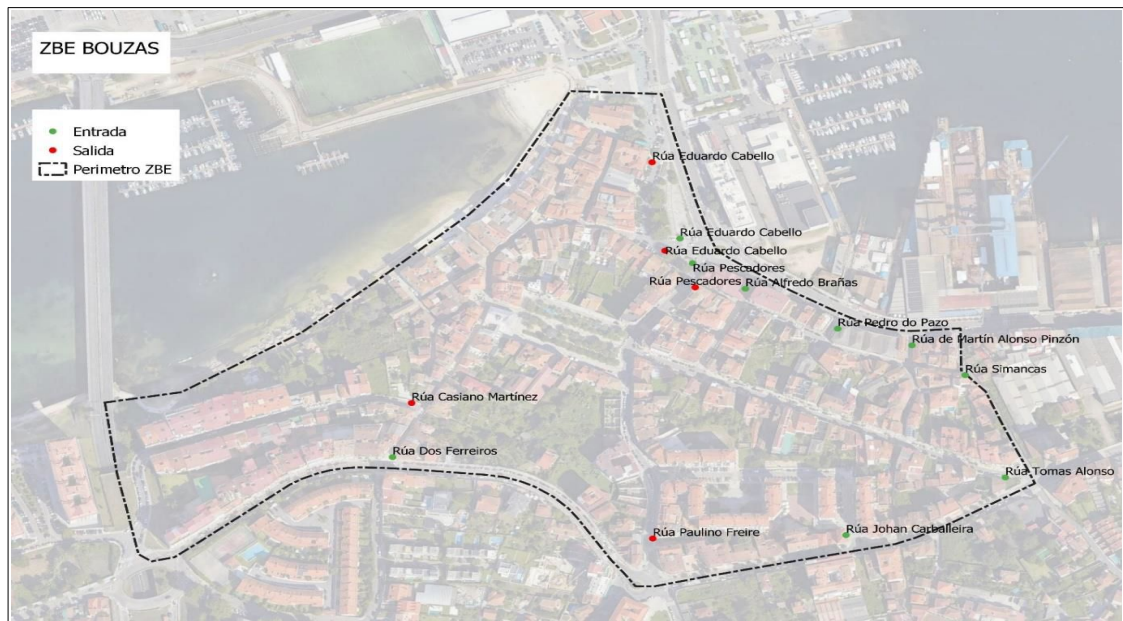 ZBE BOUZAS
Entrada
Salida
Perimetro ZBE
Rúa Eduardo Cabello
Rúa Eduardo Cabello
Rúa Eduardo Cabello
Rúa Pescadores
Rúa Pescadores
Rúa Alfredo Brañas
Rúa Pedro do Pazo
Rúa de Martín Alonso Pinzón
Rúa Simancas
Rúa Casiano Martínez
Rúa Dos Ferreiros
Rúa Tomas Alonso
Rúa Paulino Freire
Rúa Johan Carballeira